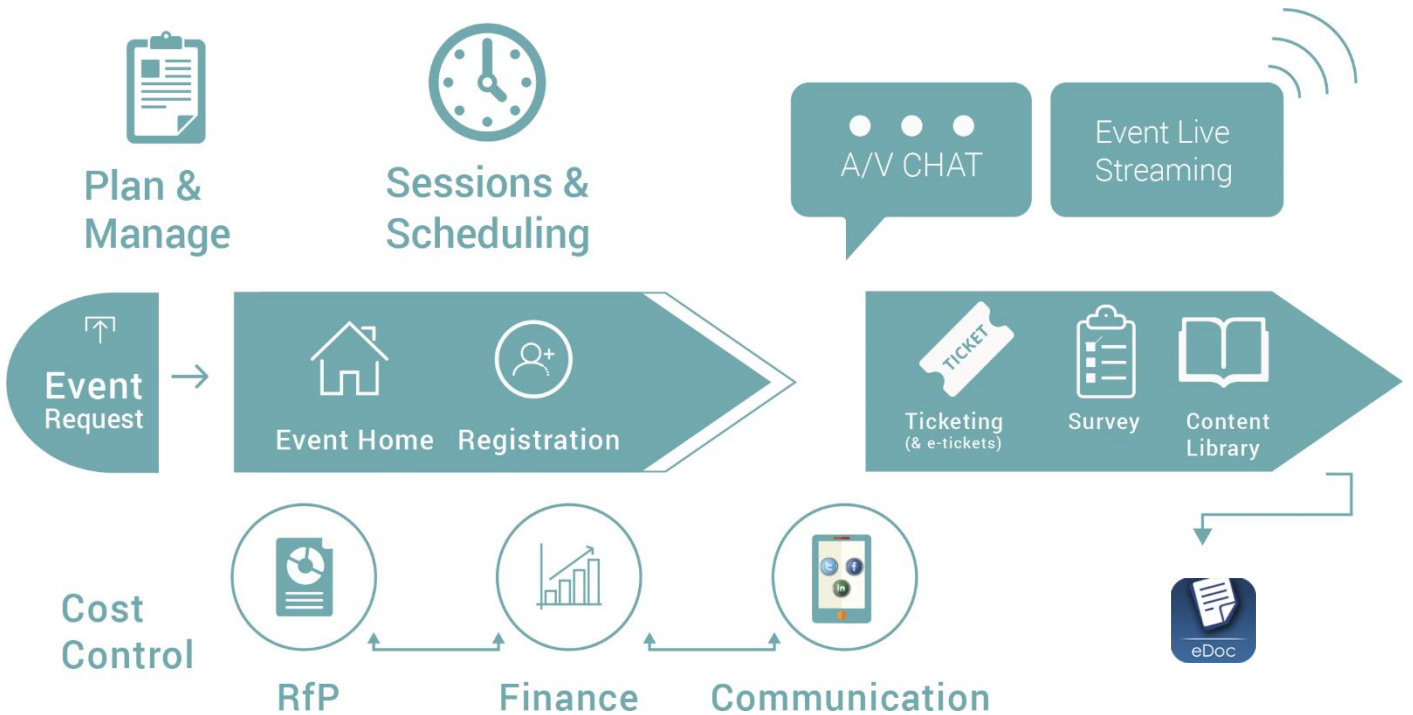 Plan &
Manage
Sessions &
Scheduling
A/V CHAT
Event Live
Streaming
Event
Request
Event Home
Registration
TICKET
Ticketing
(& e-tickets)
Survey
Content
Library
Cost
Control
RfP
Finance
Communication
t
f
in
eDoc